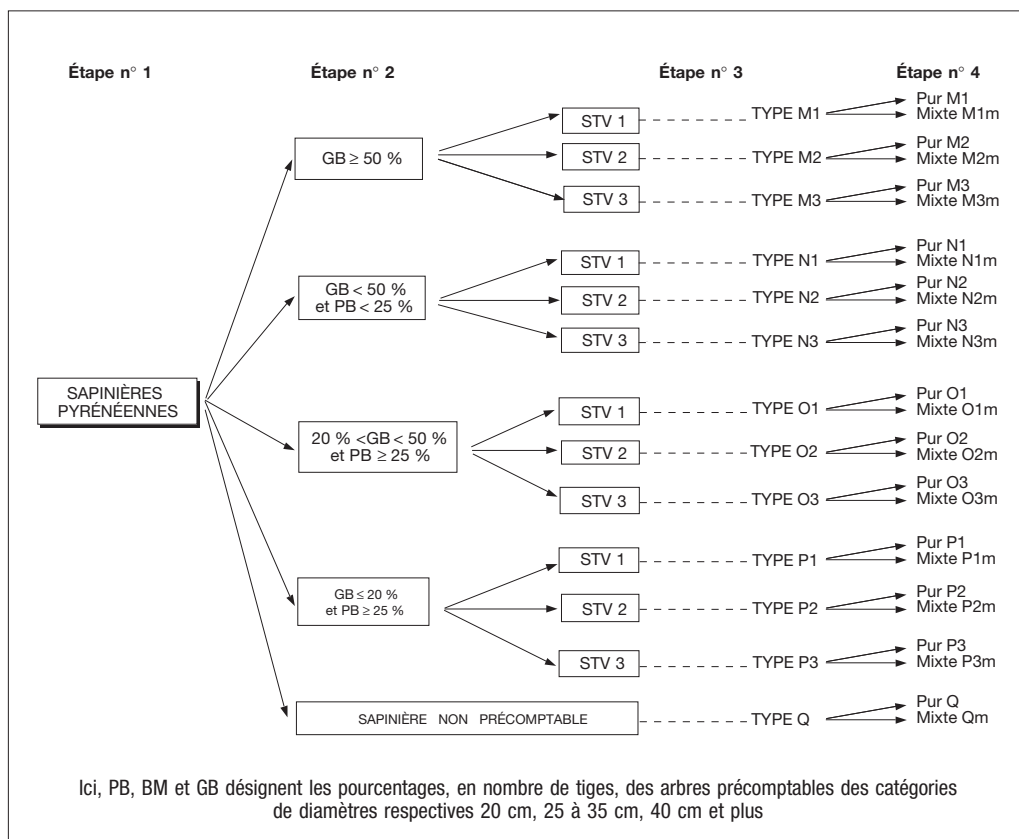 Étape n° 1 Étape n° 2 Étape n° 3 Étape n° 4
GB ≥ 50 %
STV 1 TYPE M1 Pur M1
Mixte M1m
STV 2 TYPE M2 Pur M2
Mixte M2m
STV 3 TYPE M3 Pur M3
Mixte M3m
GB < 50 %
et PB < 25 %
STV 1 TYPE N1 Pur N1
Mixte N1m
STV 2 TYPE N2 Pur N2
Mixte N2m
STV 3 TYPE N3 Pur N3
Mixte N3m
SAPINIÈRES
PYRÉNÉENNES
20 % <GB < 50 %
et PB ≥ 25 %
STV 1 TYPE O1 Pur O1
Mixte O1m
STV 2 TYPE O2 Pur O2
Mixte O2m
STV 3 TYPE O3 Pur O3
Mixte O3m
GB ≤ 20 %
et PB ≥ 25 %
STV 1 TYPE P1 Pur P1
Mixte P1m
STV 2 TYPE P2 Pur P2
Mixte P2m
STV 3 TYPE P3 Pur P3
Mixte P3m
SAPINIÈRE NON PRÉCOMPTABLE TYPE Q Pur Q
Mixte Qm
Ici, PB, BM et GB désignent les pourcentages, en nombre de tiges, des arbres précomptables des catégories
de diamètres respectives 20 cm, 25 à 35 cm, 40 cm et plus